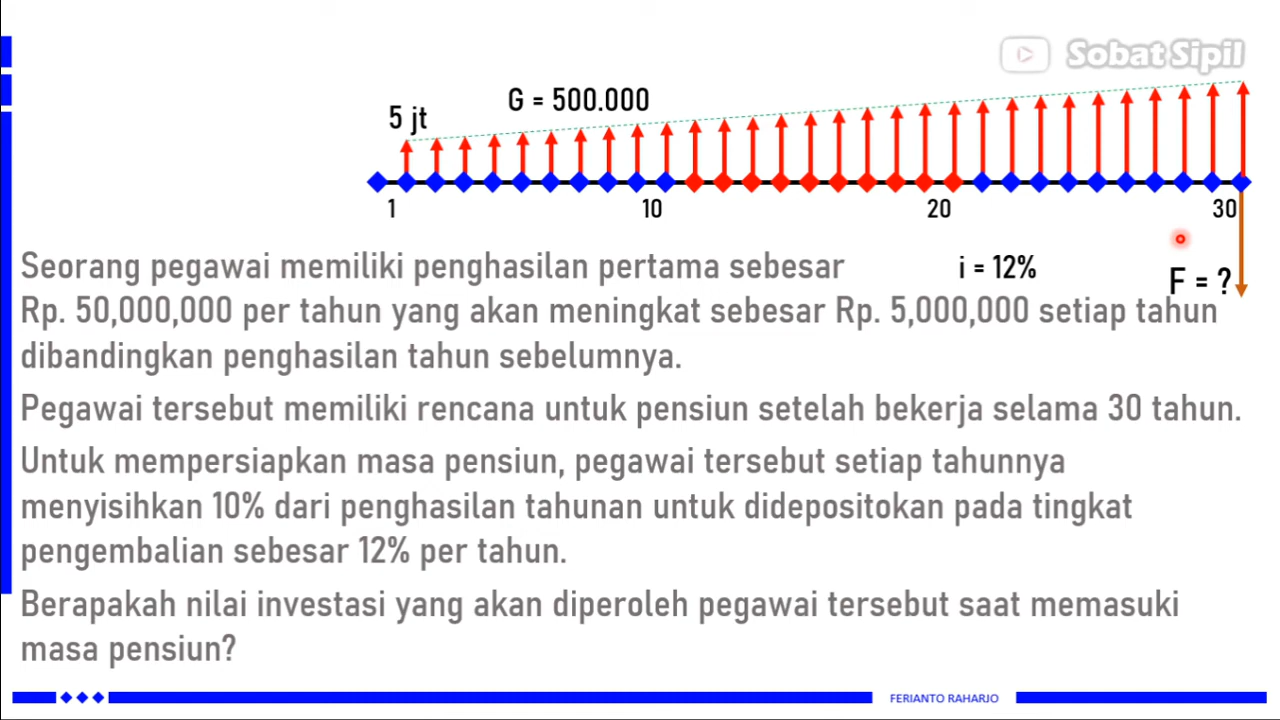 Sobat Sipil
G = 500.000
5 jt
1
10
20
30
Seorang pegawai memiliki penghasilan pertama sebesar
i = 12%
F = ?
Rp. 50,000,000 per tahun yang akan meningkat sebesar Rp. 5,000,000 setiap tahun
dibandingkan penghasilan tahun sebelumnya.
Pegawai tersebut memiliki rencana untuk pensiun setelah bekerja selama 30 tahun.
Untuk mempersiapkan masa pensiun, pegawai tersebut setiap tahunnya
menyisihkan 10% dari penghasilan tahunan untuk didepositokan pada tingkat
pengembalian sebesar 12% per tahun.
Berapakah nilai investasi yang akan diperoleh pegawai tersebut saat memasuki
masa pensiun?
FERIANTO RAHARJO